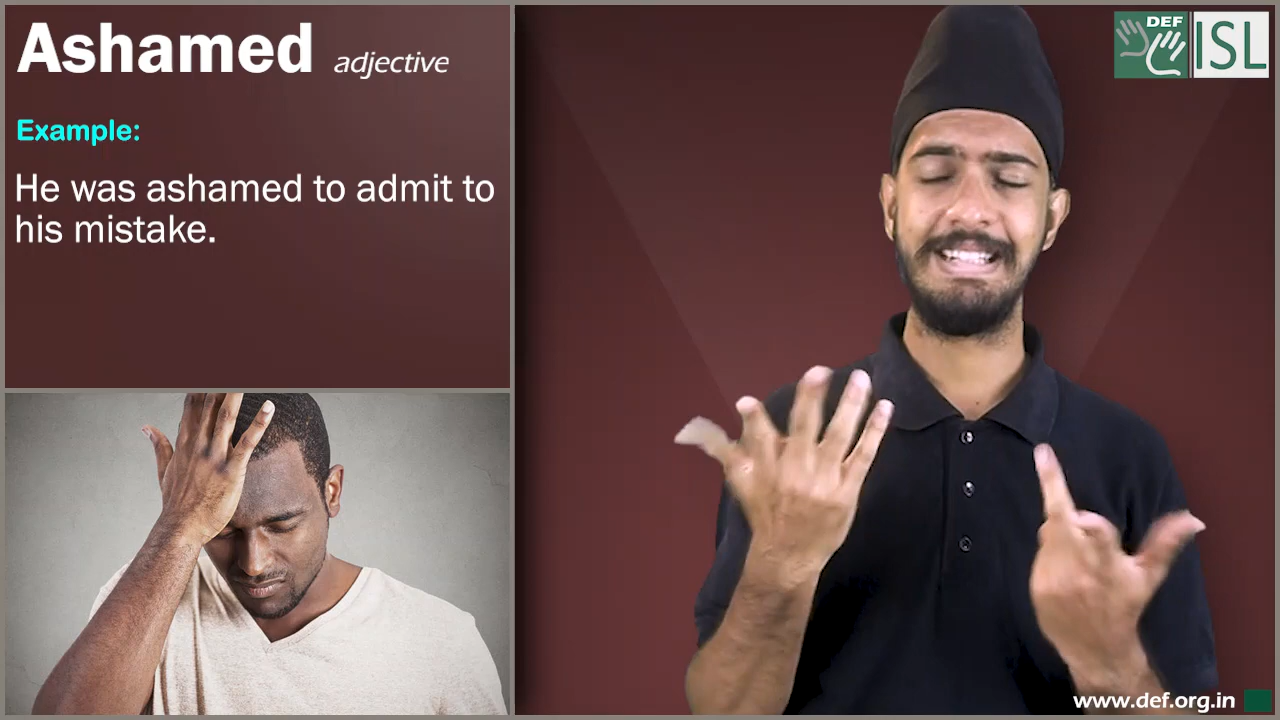 Ashamed adjective
Example:
He was ashamed to admit to
his mistake.
DEF
ISL
www.def.org.in